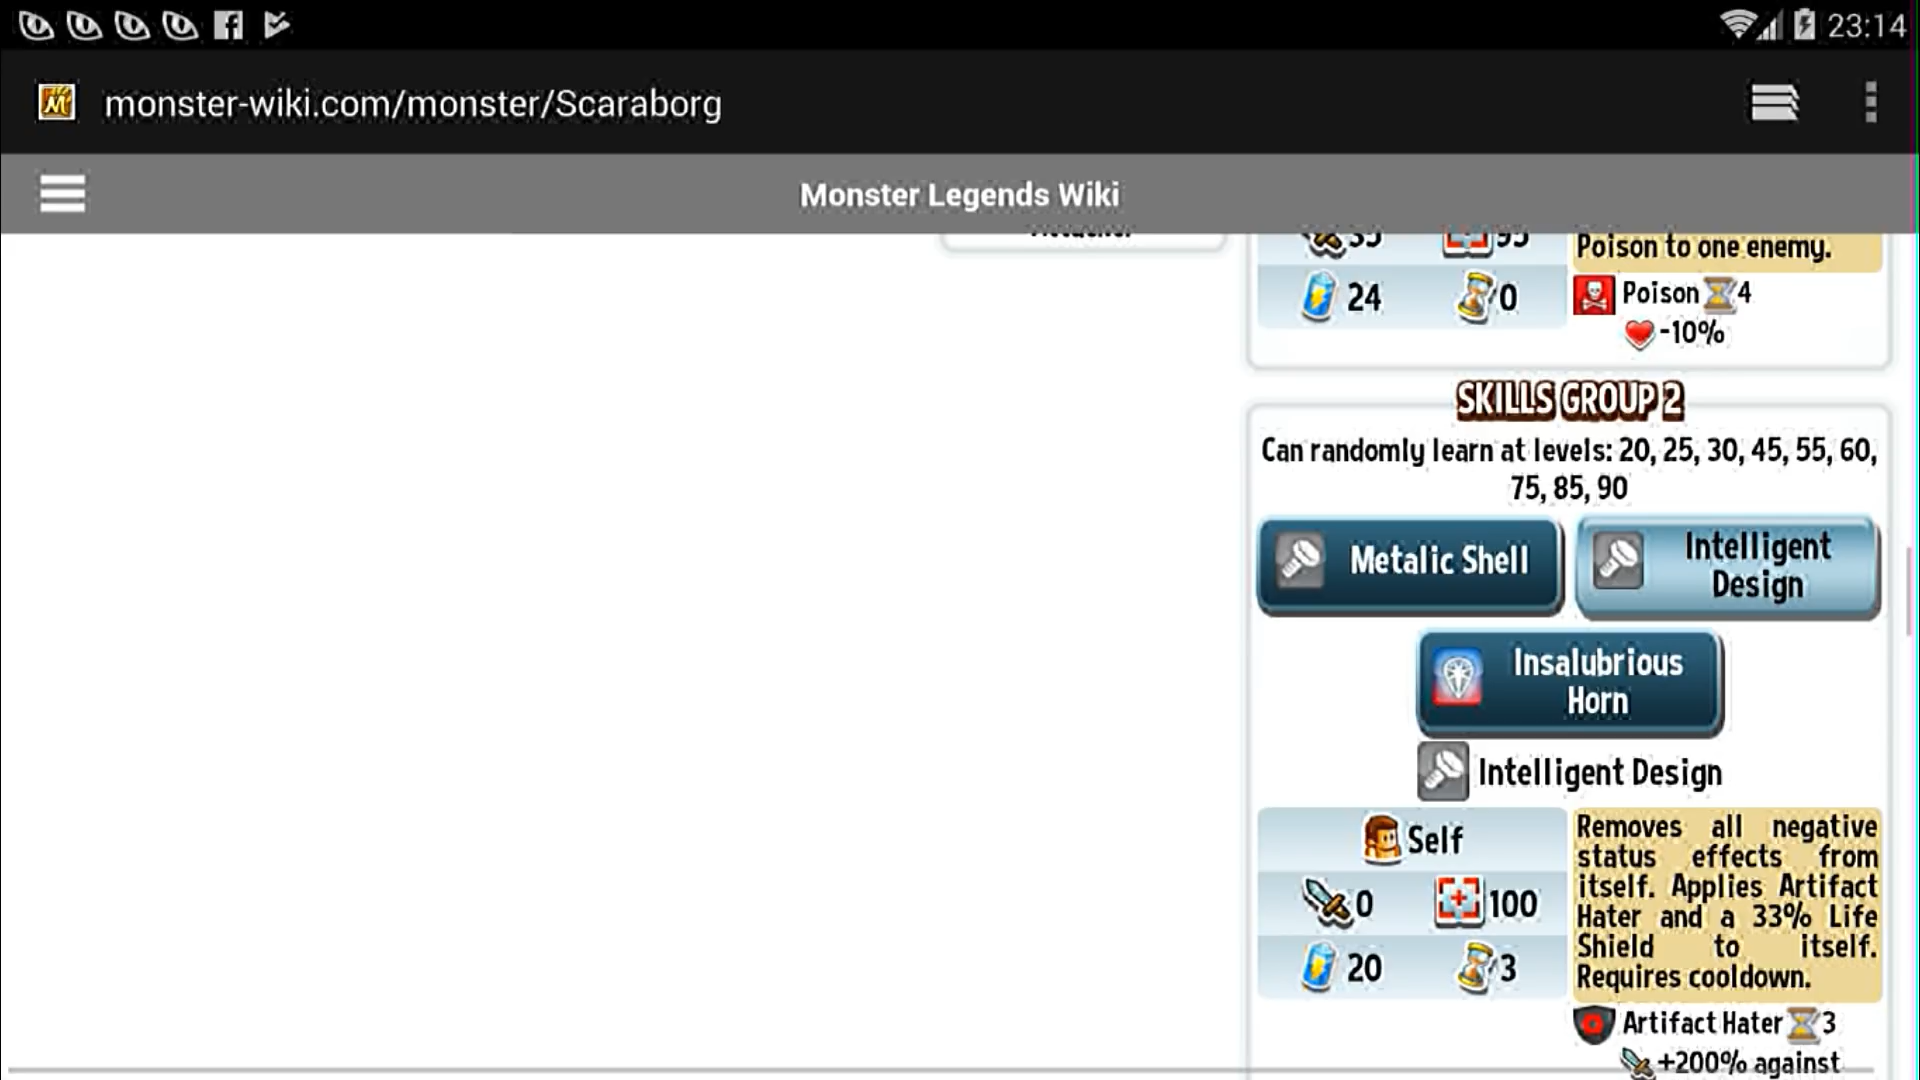 23:14
monster-wiki.com/monster/Scaraborg
Monster Legends Wiki
35 95
24 0
Poison to one enemy.
Poison 4
-10%
SKILLS GROUP 2
Can randomly learn at levels: 20, 25, 30, 45, 55, 60,
75, 85, 90
Metalic Shell
Intelligent
Design
Insalubrious
Horn
Intelligent Design
Self
0 100
20 3
Removes all negative
status effects from
itself. Applies Artifact
Hater and a 33% Life
Shield to itself.
Requires cooldown.
Artifact Hater 3
+200% against